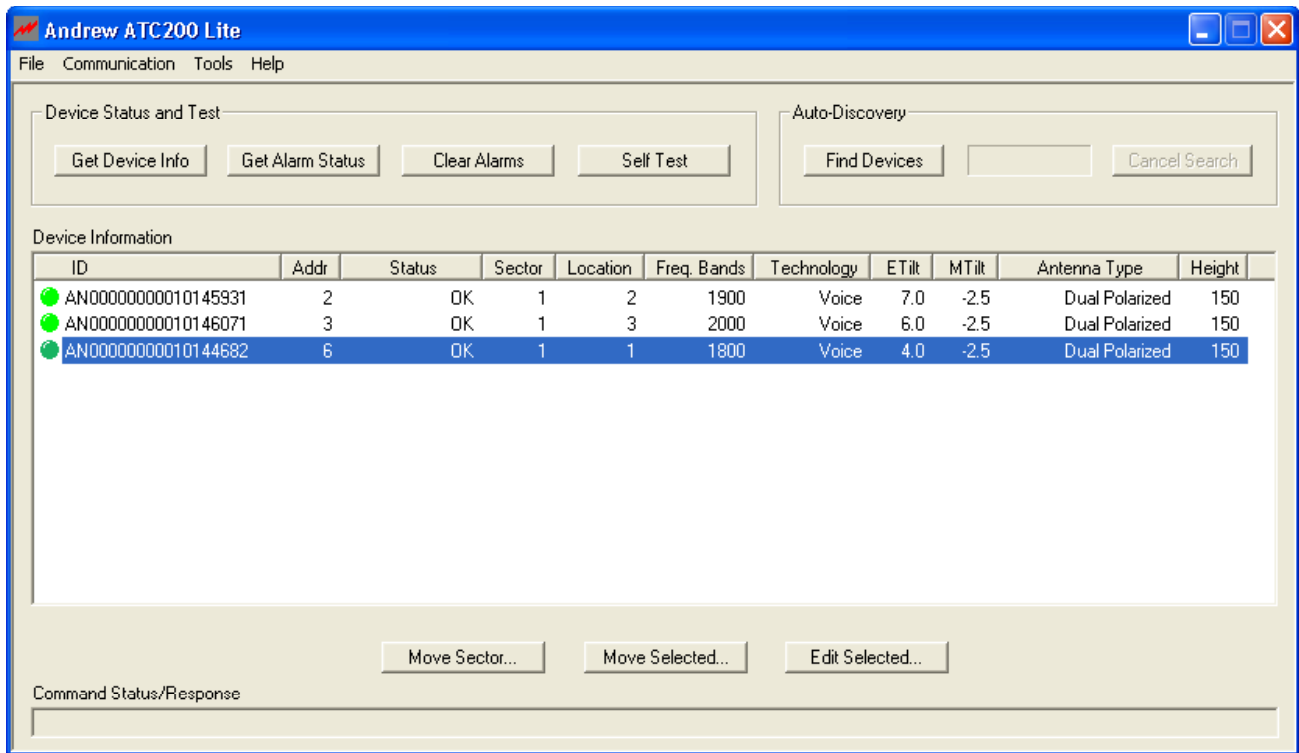 Andrew ATC200 Lite
File Communication Tools Help
Device Status and Test
Auto-Discovery
Get Device Info Get Alarm Status Clear Alarms Self Test Find Devices Cancel Search
Device Information
ID Addr Status Sector Location Freq. Bands Technology ETilt MTilt Antenna Type Height
AN00000000010145931 2 OK 1 2 1900 Voice 7.0 -2.5 Dual Polarized 150
AN00000000010146071 3 OK 1 3 2000 Voice 6.0 -2.5 Dual Polarized 150
AN00000000010144682 6 OK 1 1 1800 Voice 4.0 -2.5 Dual Polarized 150
Move Sector... Move Selected... Edit Selected...
Command Status/Response